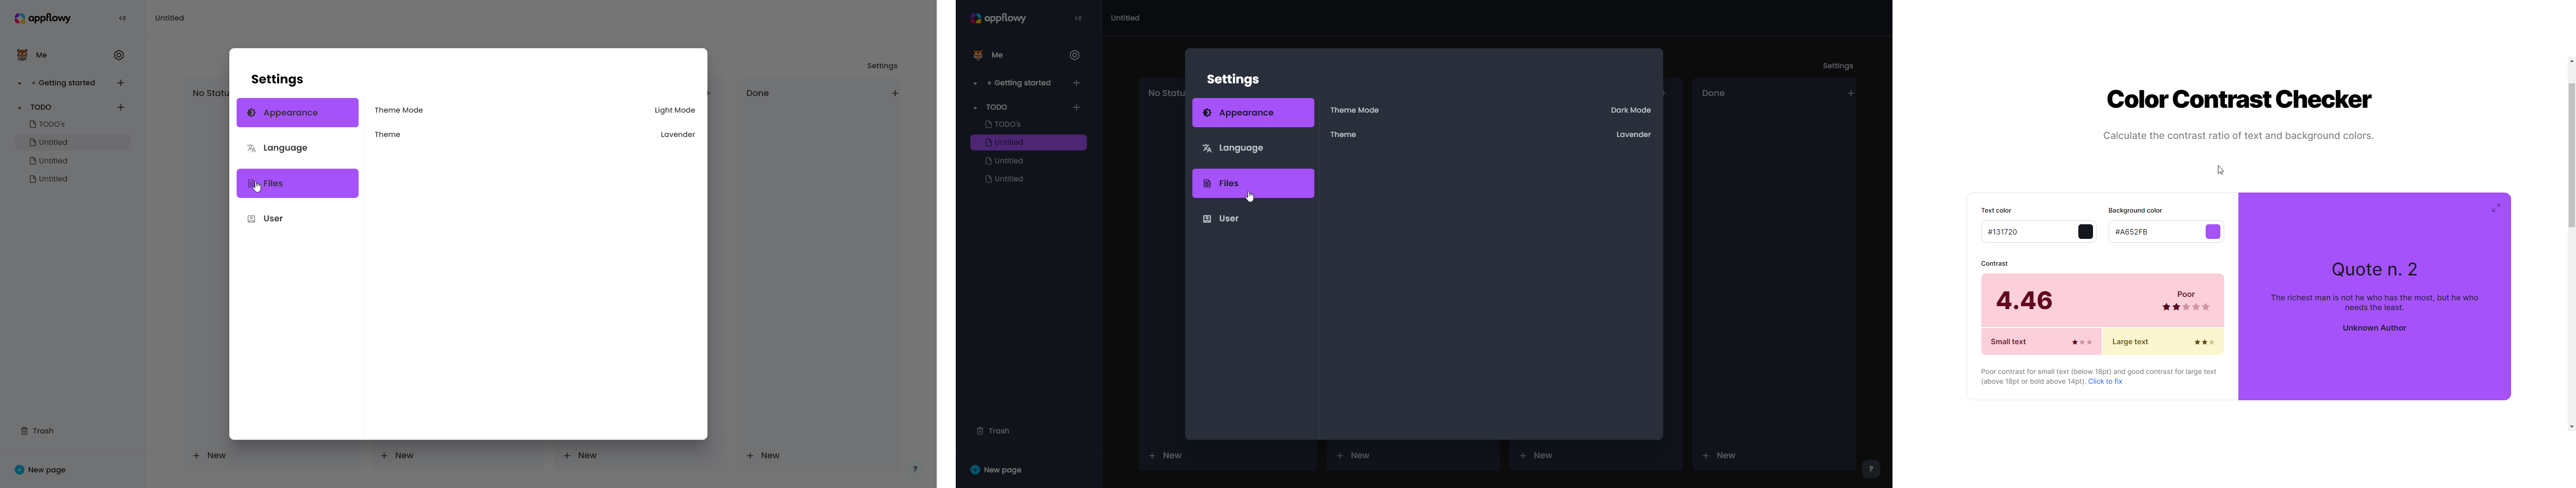 appflowy
Untitled
Me
Settings
Getting started
No Statu
Done
TODO
TODO's
Untitled
Untitled
Untitled
Trash
New page
New
New
New
New
?
Settings
Appearance
Language
Files
User
Theme Mode
Light Mode
Theme
Lavender
appflowy
Untitled
Me
Settings
Getting started
No Statu
Done
TODO
TODO's
Untitled
Untitled
Untitled
Trash
New page
New
New
New
New
?
Settings
Appearance
Language
Files
User
Theme Mode
Dark Mode
Theme
Lavender
Color Contrast Checker
Calculate the contrast ratio of text and background colors.
Text color
Background color
#131720
#A652FB
Contrast
4.46
Poor
Small text
Large text
Poor contrast for small text (below 18pt) and good contrast for large text
(above 18pt or bold above 14pt). Click to fix
Quote n. 2
The richest man is not he who has the most, but he who
needs the least.
Unknown Author